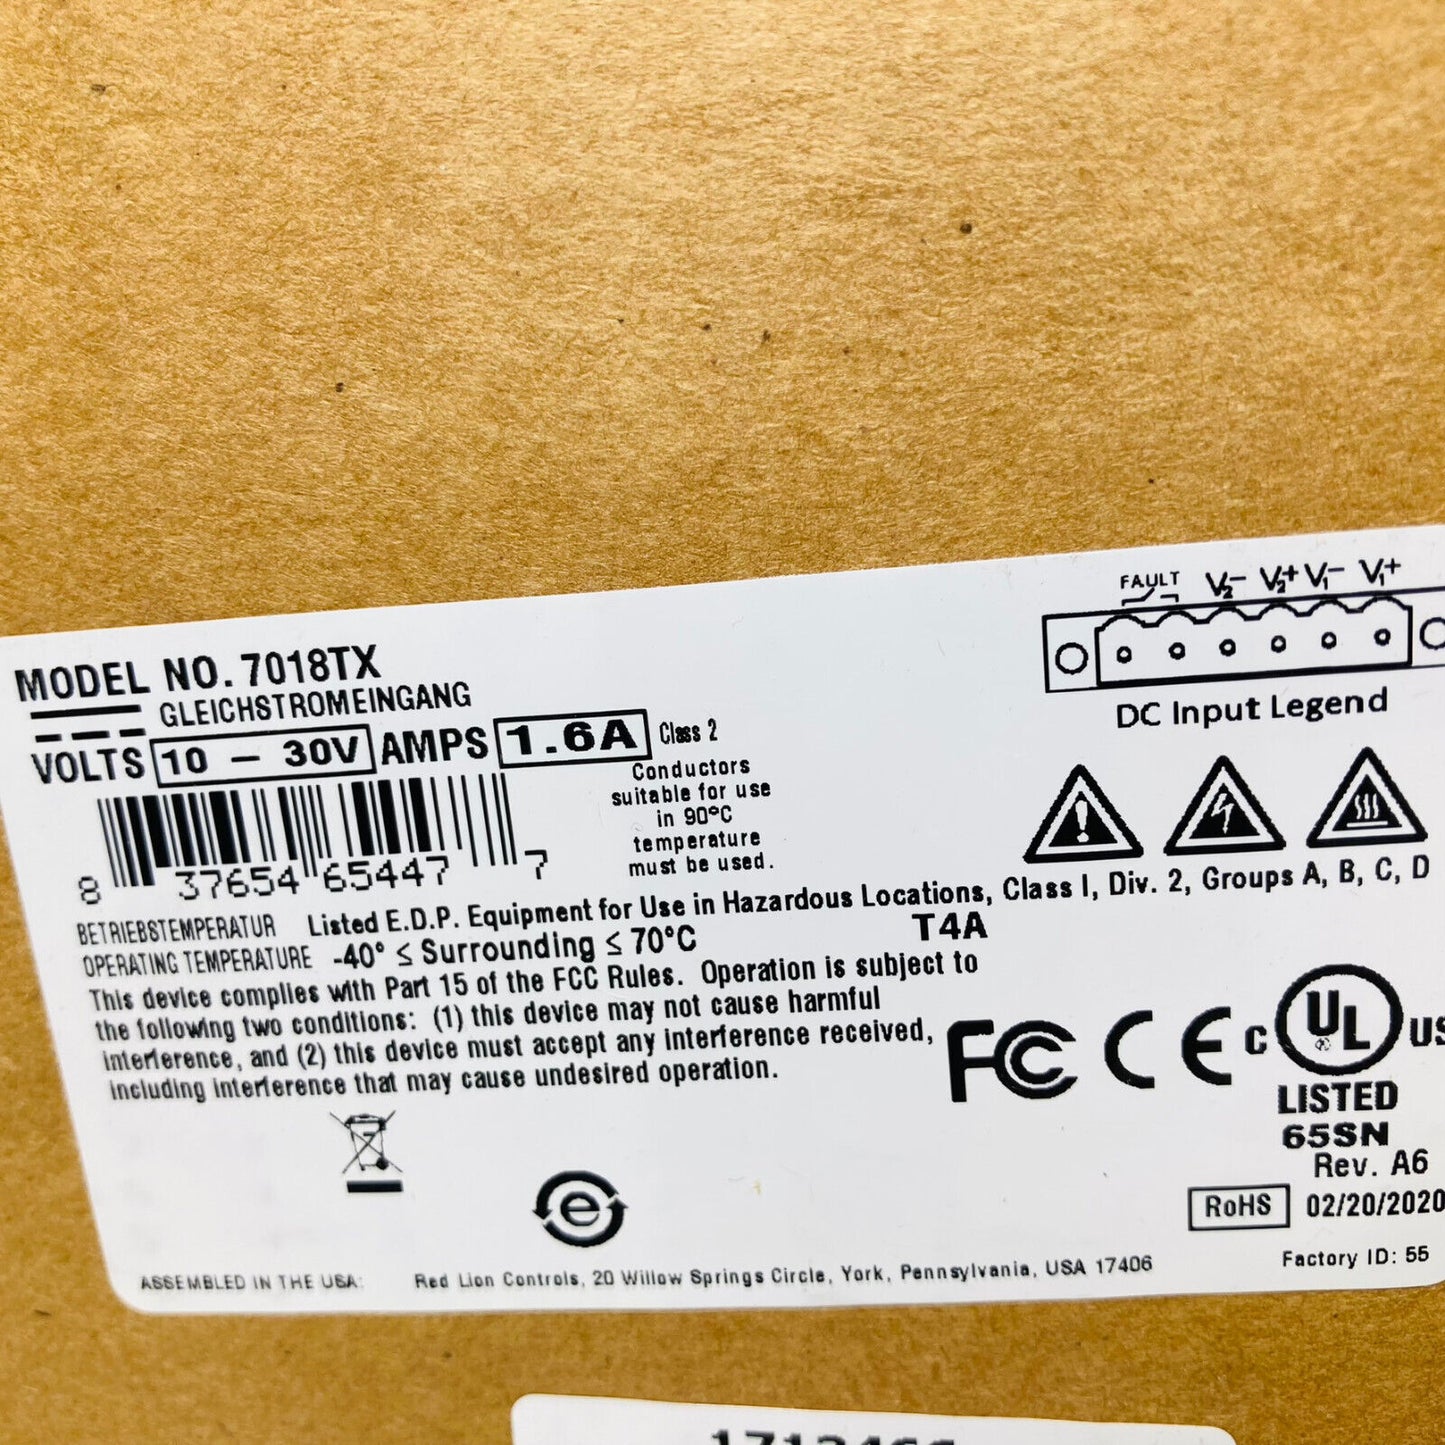 FAULT V2- V2+ V1- V1+
DC Input Legend
MODEL NO. 7018TX
GLEICHSTROMEINGANG
VOLTS 10 - 30V AMPS 1.6A Class 2
Conductors
suitable for use
in 90°C
temperature
must be used.
8 37654 65447 7
BETRIEBSTEMPERATUR Listed E.D.P. Equipment for Use in Hazardous Locations, Class I, Div. 2, Groups A, B, C, D
OPERATING TEMPERATURE -40° ≤ Surrounding ≤ 70°C T4A
This device complies with Part 15 of the FCC Rules. Operation is subject to
the following two conditions: (1) this device may not cause harmful
interference, and (2) this device must accept any interference received,
including interference that may cause undesired operation.
FC CE C UL ® US
LISTED
65SN
Rev. A6
RoHS 02/20/2020
e
Factory ID: 55
ASSEMBLED IN THE USA: Red Lion Controls, 20 Willow Springs Circle, York, Pennsylvania, USA 17406